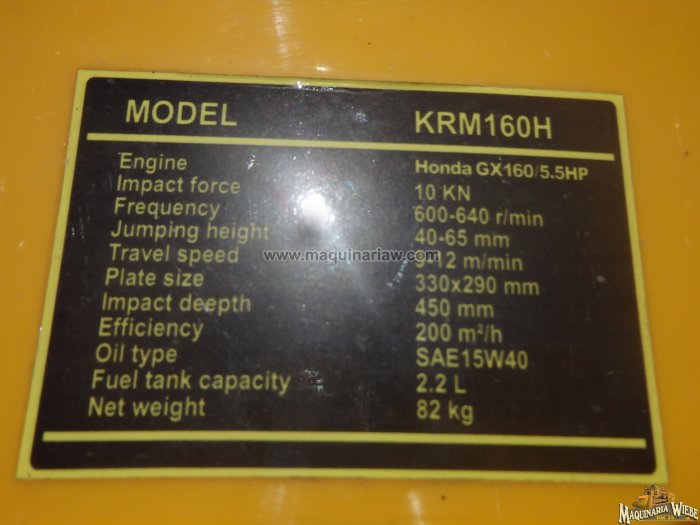 MODEL KRM160H
Engine Honda GX160/5.5HP
Impact force 10 KN
Frequency 600-640 r/min
Jumping height 40-65 mm
www.maquinariaw.com
Travel speed 9-12 m/min
Plate size 330x290 mm
Impact deepth 450 mm
Efficiency 200 m²/h
Oil type SAE15W40
Fuel tank capacity 2.2 L
Net weight 82 kg
MAQUINARIA WIEBE